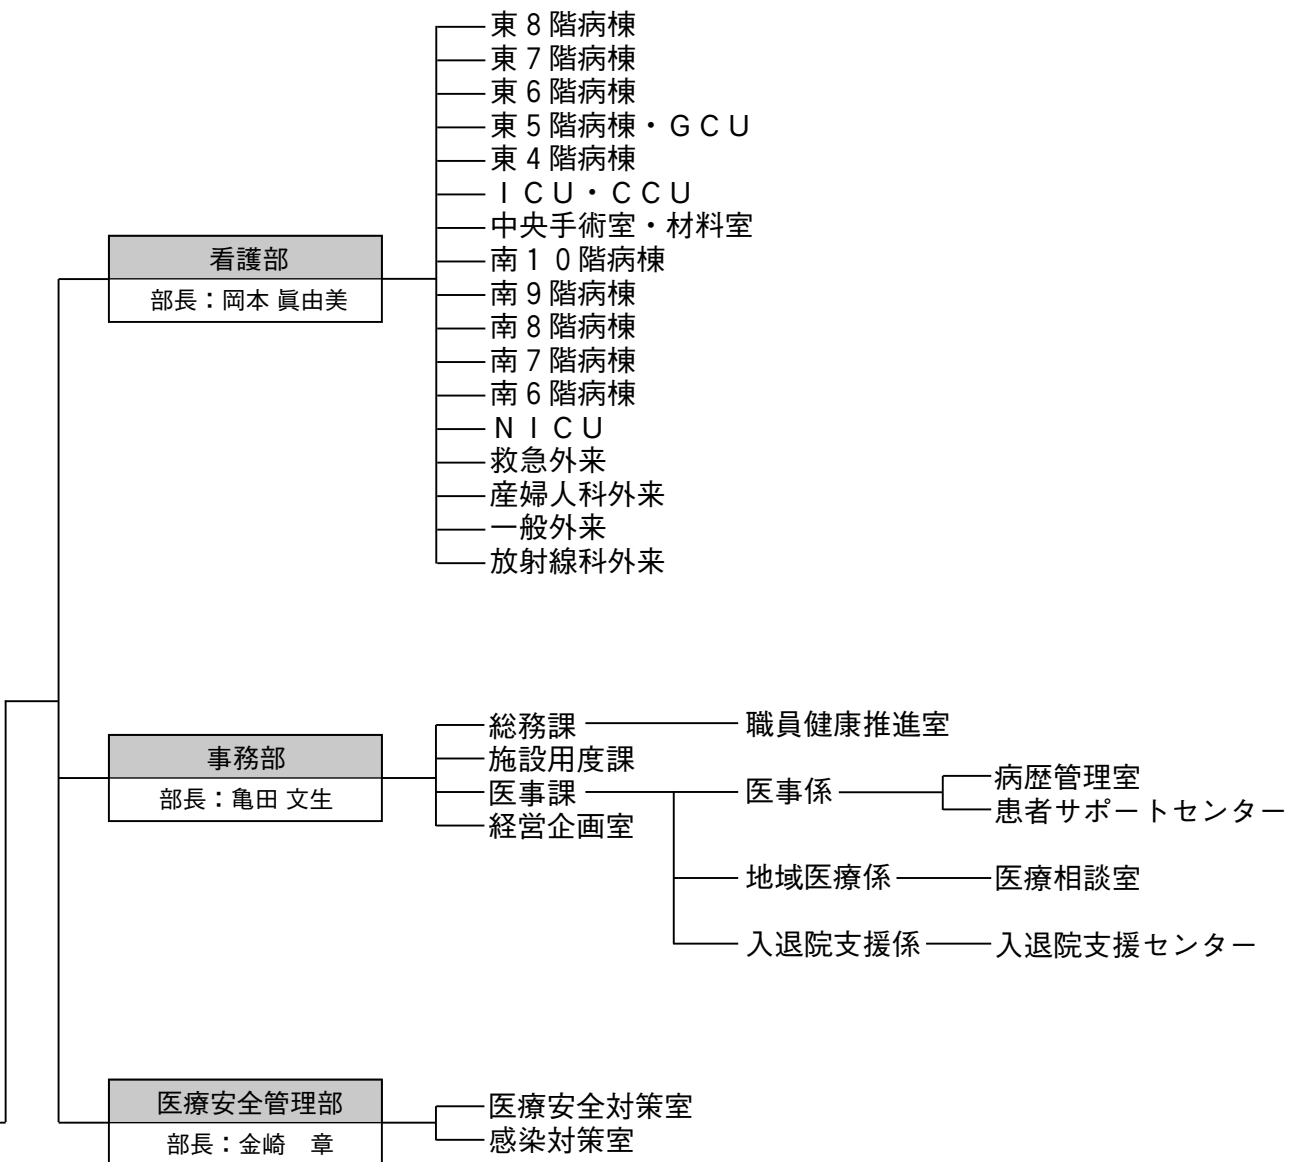 東８階病棟
東７階病棟
東６階病棟
東５階病棟・ＧＣＵ
東４階病棟
ＩＣＵ・ＣＣＵ
中央手術室・材料室
看護部
部長：岡本 眞由美
南１０階病棟
南９階病棟
南８階病棟
南７階病棟
南６階病棟
ＮＩＣＵ
救急外来
産婦人科外来
一般外来
放射線科外来
事務部
部長：亀田 文生
総務課 職員健康推進室
施設用度課
医事課 医事係 病歴管理室
患者サポートセンター
経営企画室
地域医療係 医療相談室
入退院支援係 入退院支援センター
医療安全管理部
部長：金崎　章
医療安全対策室
感染対策室